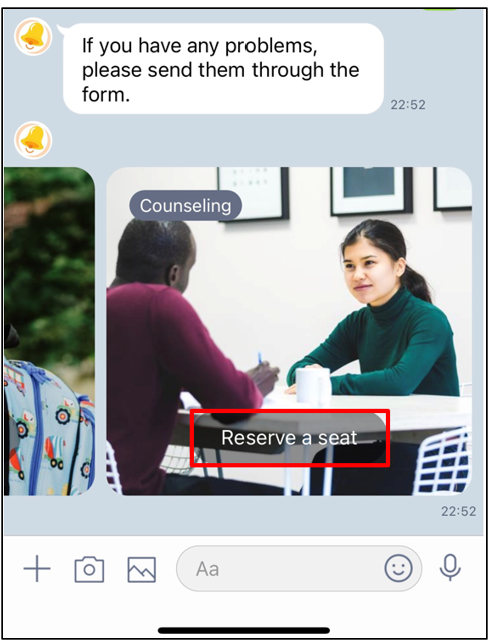 If you have any problems,
please send them through the
form.
22:52
Counseling
Reserve a seat
22:52
Aa